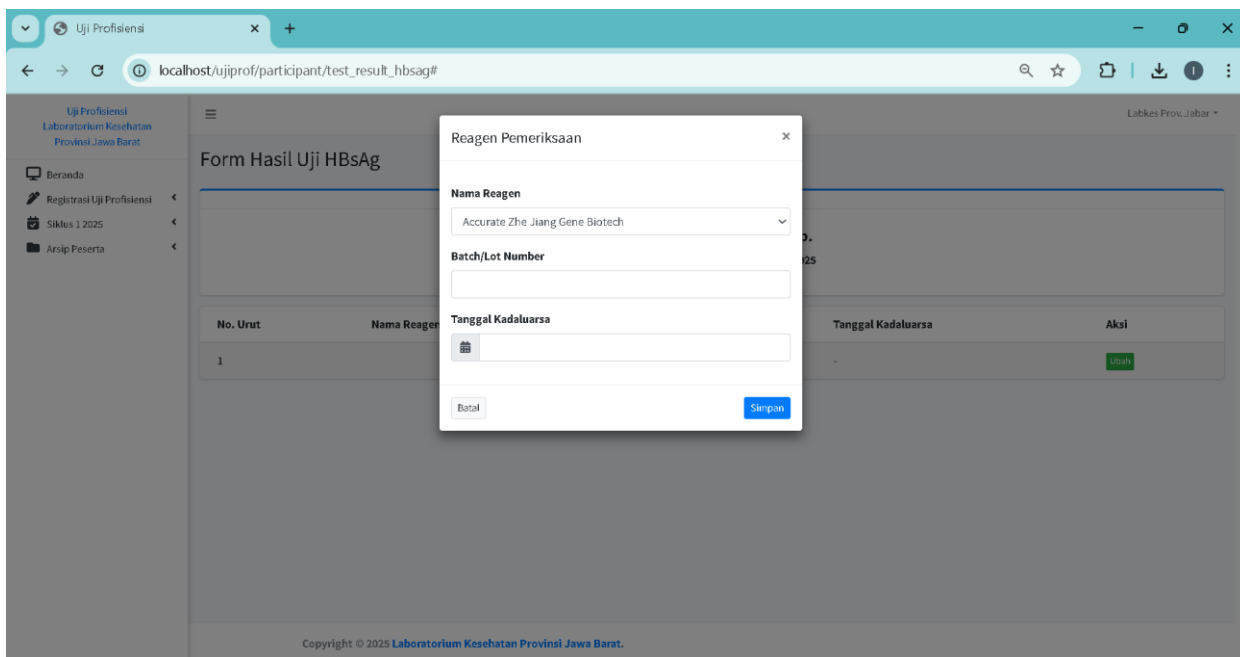 Uji Profisiensi
localhost/ujiprof/participant/test_result_hbsag#
I
Uji Profisiensi
Laboratorium Kesehatan
Provinsi Jawa Barat
Labkes Prov. Jabar
Beranda
Registrasi Uji Profisiensi
Siklus 1 2025
Arsip Peserta
Form Hasil Uji HBsAg
Reagen Pemeriksaan
Nama Reagen
Accurate Zhe Jiang Gene Biotech
Batch/Lot Number
Tanggal Kadaluarsa
Batal Simpan
25
No. Urut Nama Reagen Tanggal Kadaluarsa Aksi
1 - Ubah
Copyright © 2025 Laboratorium Kesehatan Provinsi Jawa Barat.